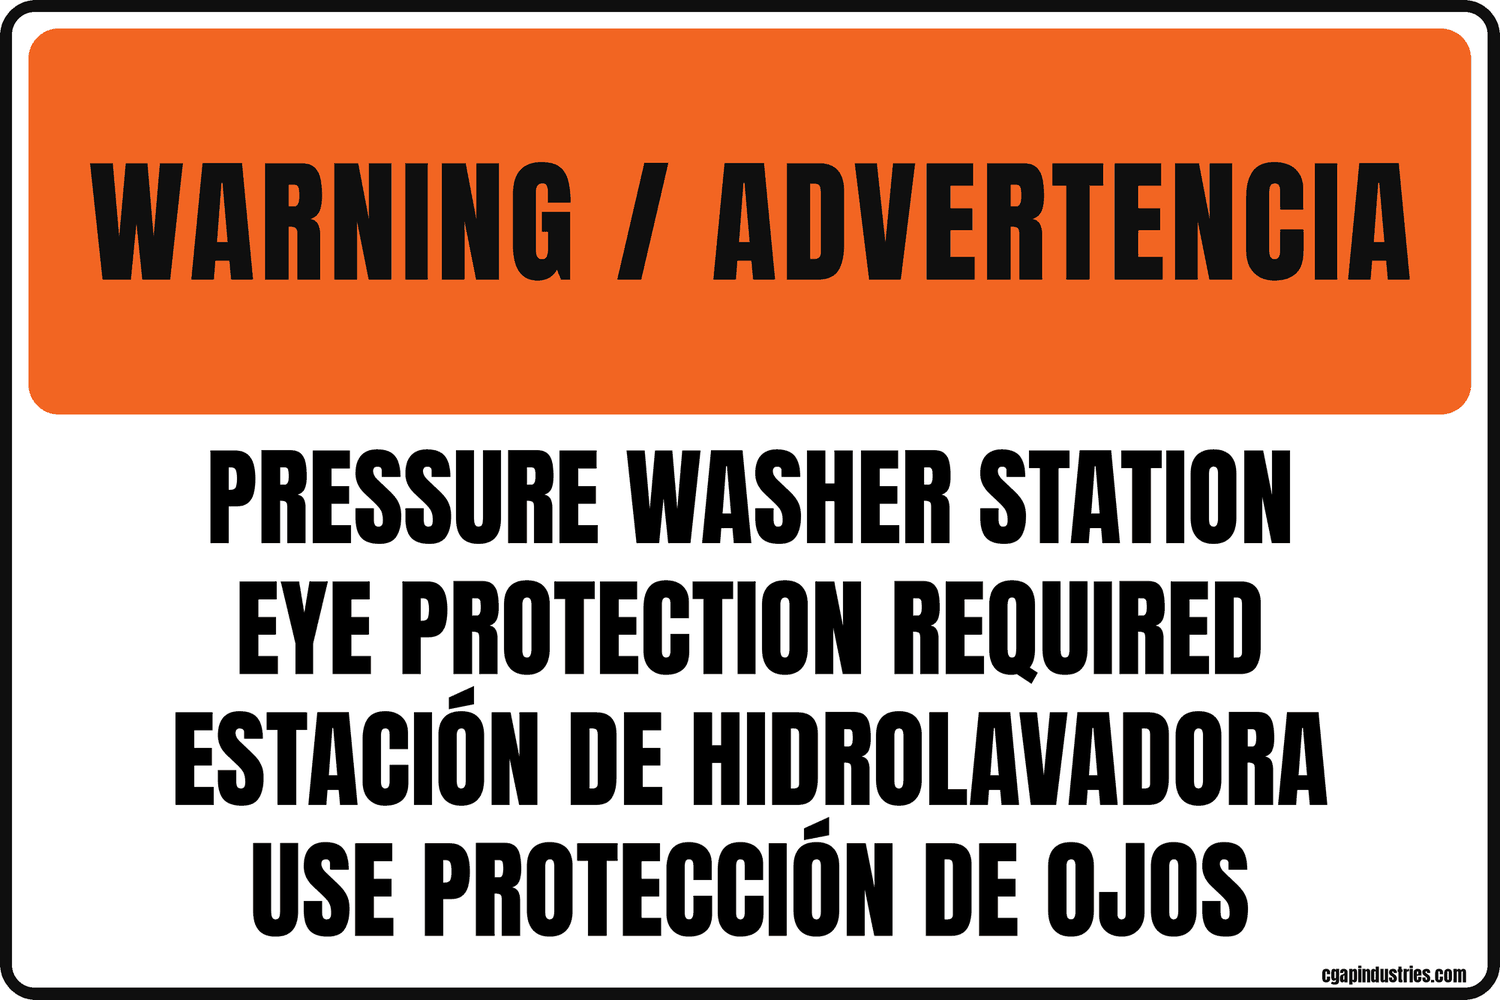 WARNING / ADVERTENCIA
PRESSURE WASHER STATION
EYE PROTECTION REQUIRED
ESTACIÓN DE HIDROLAVADORA
USE PROTECCIÓN DE OJOS
cgapindustries.com